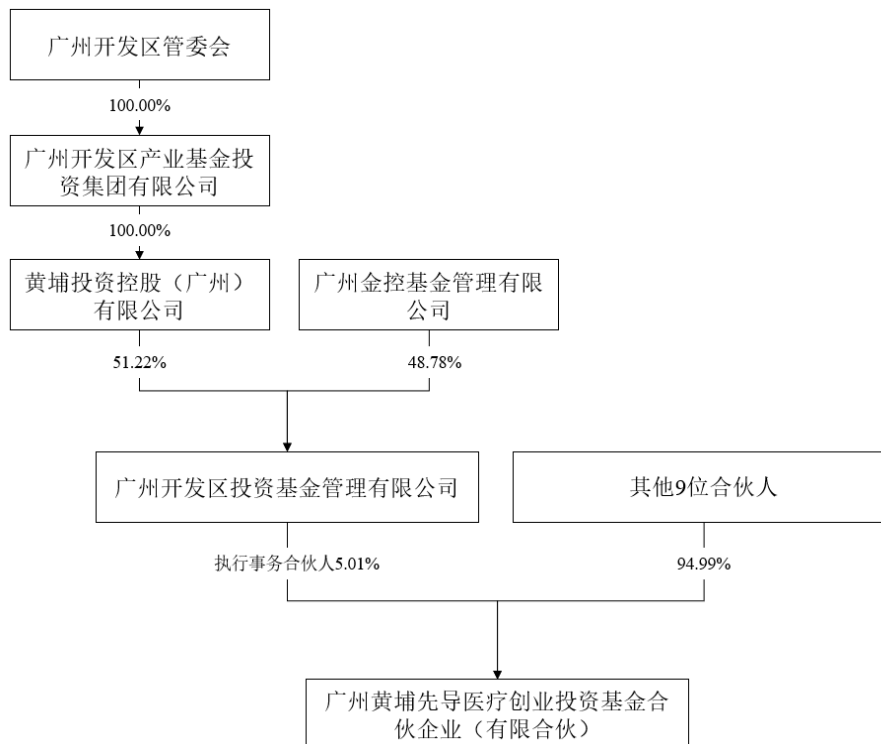 广州开发区管委会
100.00%
广州开发区产业基金投
资集团有限公司
100.00%
黄埔投资控股（广州）
有限公司
广州金控基金管理有限
公司
51.22%
48.78%
广州开发区投资基金管理有限公司
其他9位合伙人
执行事务合伙人5.01%
94.99%
广州黄埔先导医疗创业投资基金合
伙企业（有限合伙）